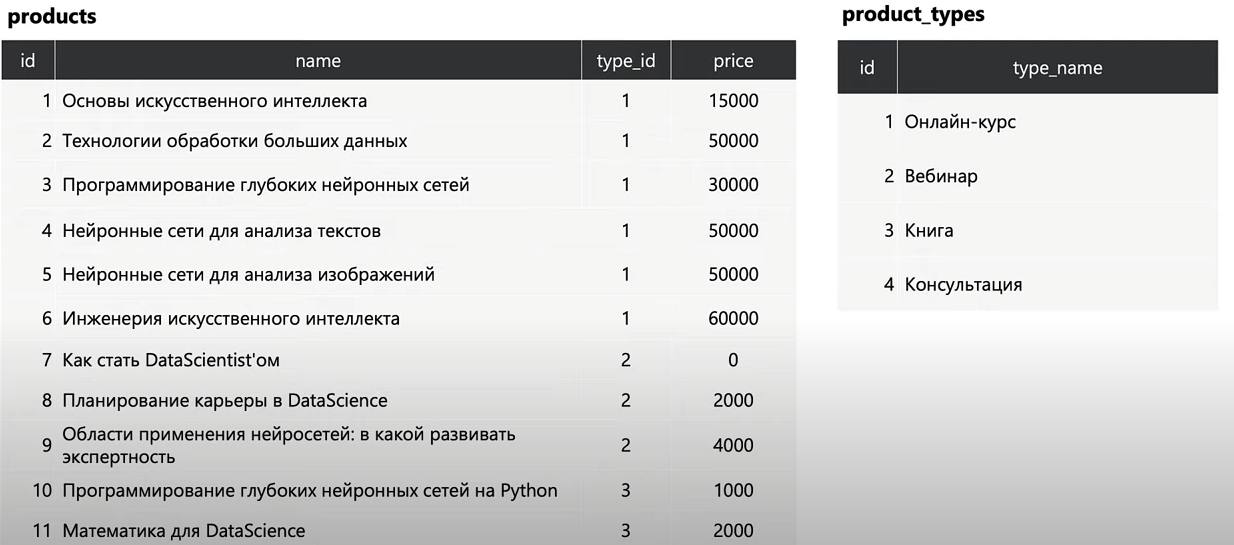 products
id name type_id price
1 Основы искусственного интеллекта 1 15000
2 Технологии обработки больших данных 1 50000
3 Программирование глубоких нейронных сетей 1 30000
4 Нейронные сети для анализа текстов 1 50000
5 Нейронные сети для анализа изображений 1 50000
6 Инженерия искусственного интеллекта 1 60000
7 Как стать DataScientist'ом 2 0
8 Планирование карьеры в DataScience 2 2000
9 Области применения нейросетей: в какой развивать
экспертность 2 4000
10 Программирование глубоких нейронных сетей на Python 3 1000
11 Математика для DataScience 3 2000
product_types
id type_name
1 Онлайн-курс
2 Вебинар
3 Книга
4 Консультация